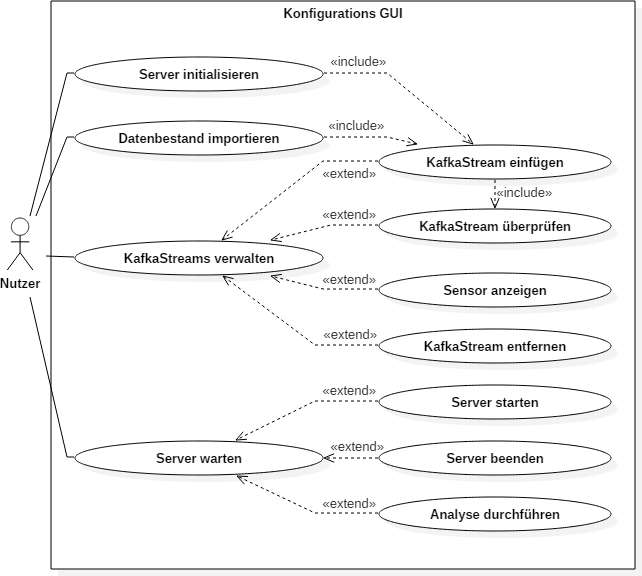 Konfigurations GUI
Server initialisieren
«include»
Datenbestand importieren
«include»
KafkaStream einfügen
«extend»
«include»
«extend»
KafkaStream überprüfen
Nutzer
KafkaStreams verwalten
«extend»
Sensor anzeigen
«extend»
KafkaStream entfernen
«extend»
Server starten
Server warten
«extend»
Server beenden
«extend»
Analyse durchführen